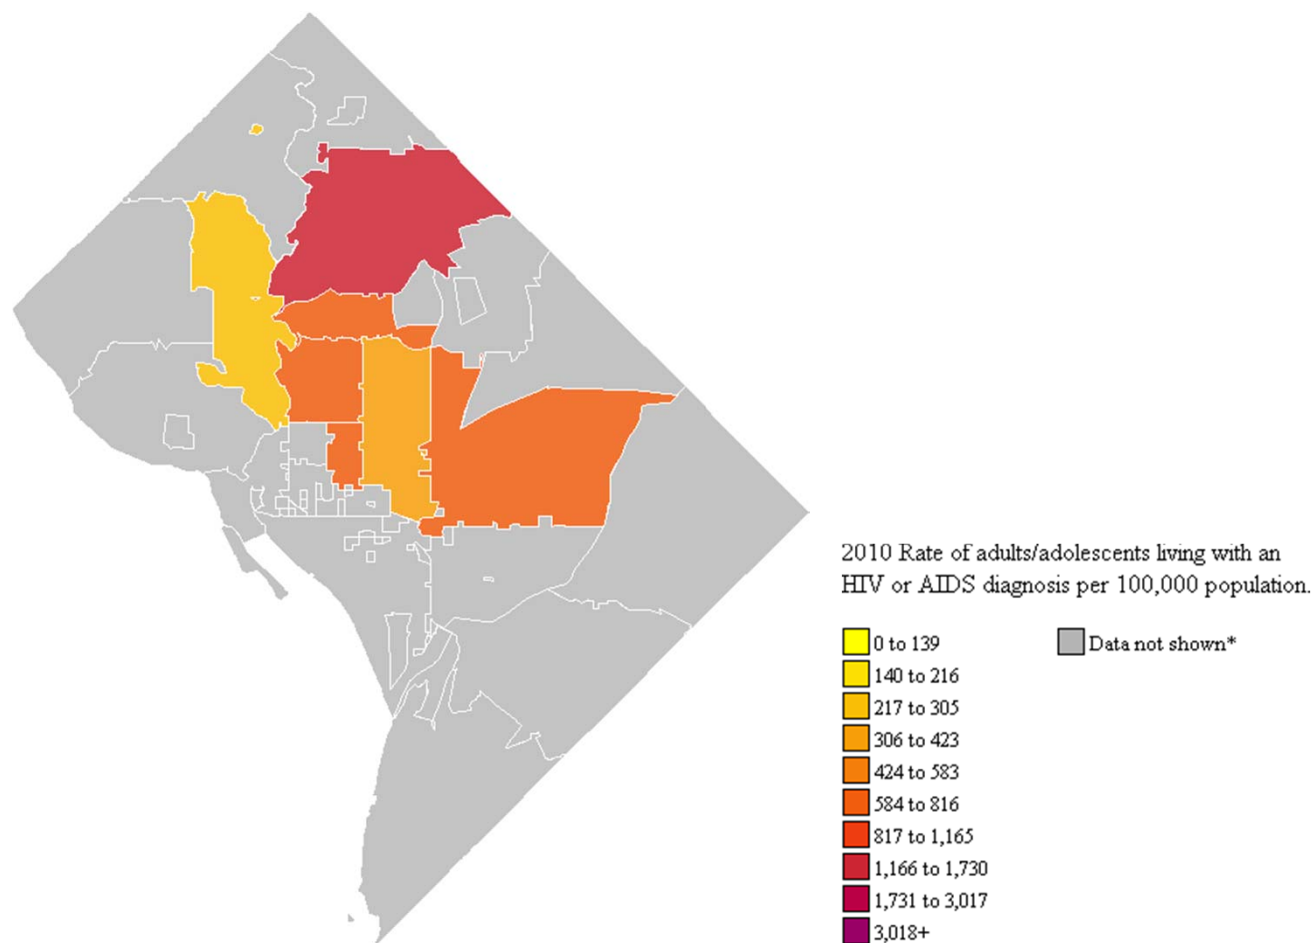 2010 Rate of adults/adolescents living with an
HIV or AIDS diagnosis per 100,000 population.
0 to 139
140 to 216
217 to 305
306 to 423
424 to 583
584 to 816
817 to 1,165
1,166 to 1,730
1,731 to 3,017
3,018+
Data not shown*